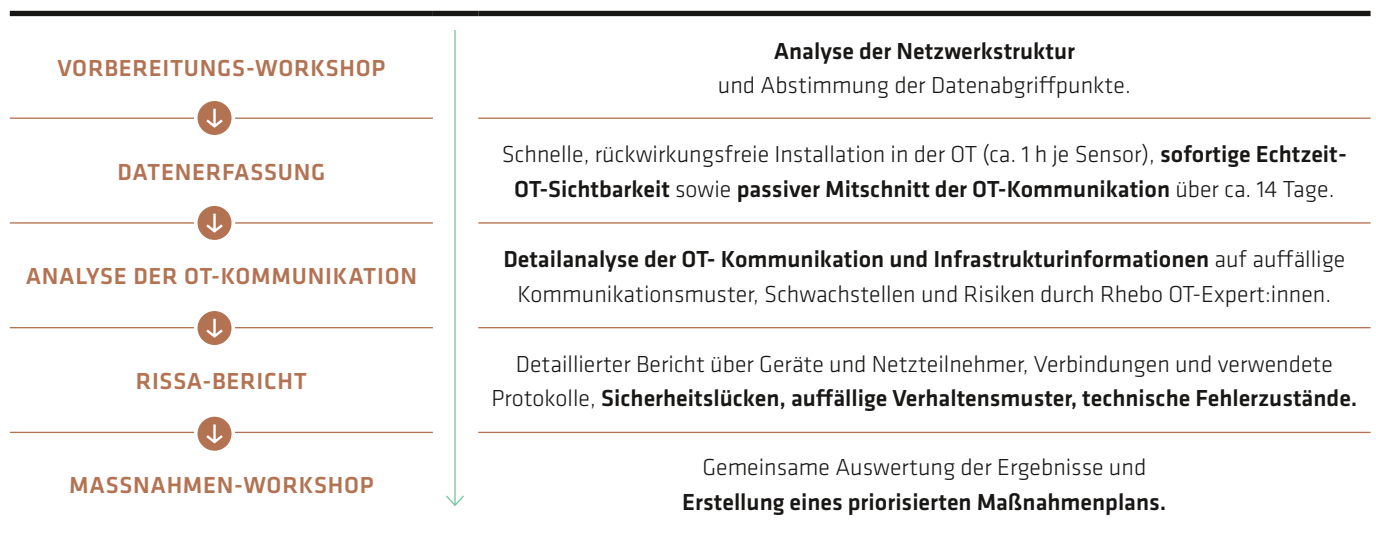 VORBEREITUNGS-WORKSHOP
Analyse der Netzwerkstruktur
und Abstimmung der Datenabgriffpunkte.
DATENERFASSUNG
Schnelle, rückwirkungsfreie Installation in der OT (ca. 1 h je Sensor), sofortige Echtzeit-
OT-Sichtbarkeit sowie passiver Mitschnitt der OT-Kommunikation über ca. 14 Tage.
ANALYSE DER OT-KOMMUNIKATION
Detailanalyse der OT- Kommunikation und Infrastrukturinformationen auf auffällige
Kommunikationsmuster, Schwachstellen und Risiken durch Rhebo OT-Expert:innen.
RISSA-BERICHT
Detaillierter Bericht über Geräte und Netzteilnehmer, Verbindungen und verwendete
Protokolle, Sicherheitslücken, auffällige Verhaltensmuster, technische Fehlerzustände.
MASSNAHMEN-WORKSHOP
Gemeinsame Auswertung der Ergebnisse und
Erstellung eines priorisierten Maßnahmenplans.